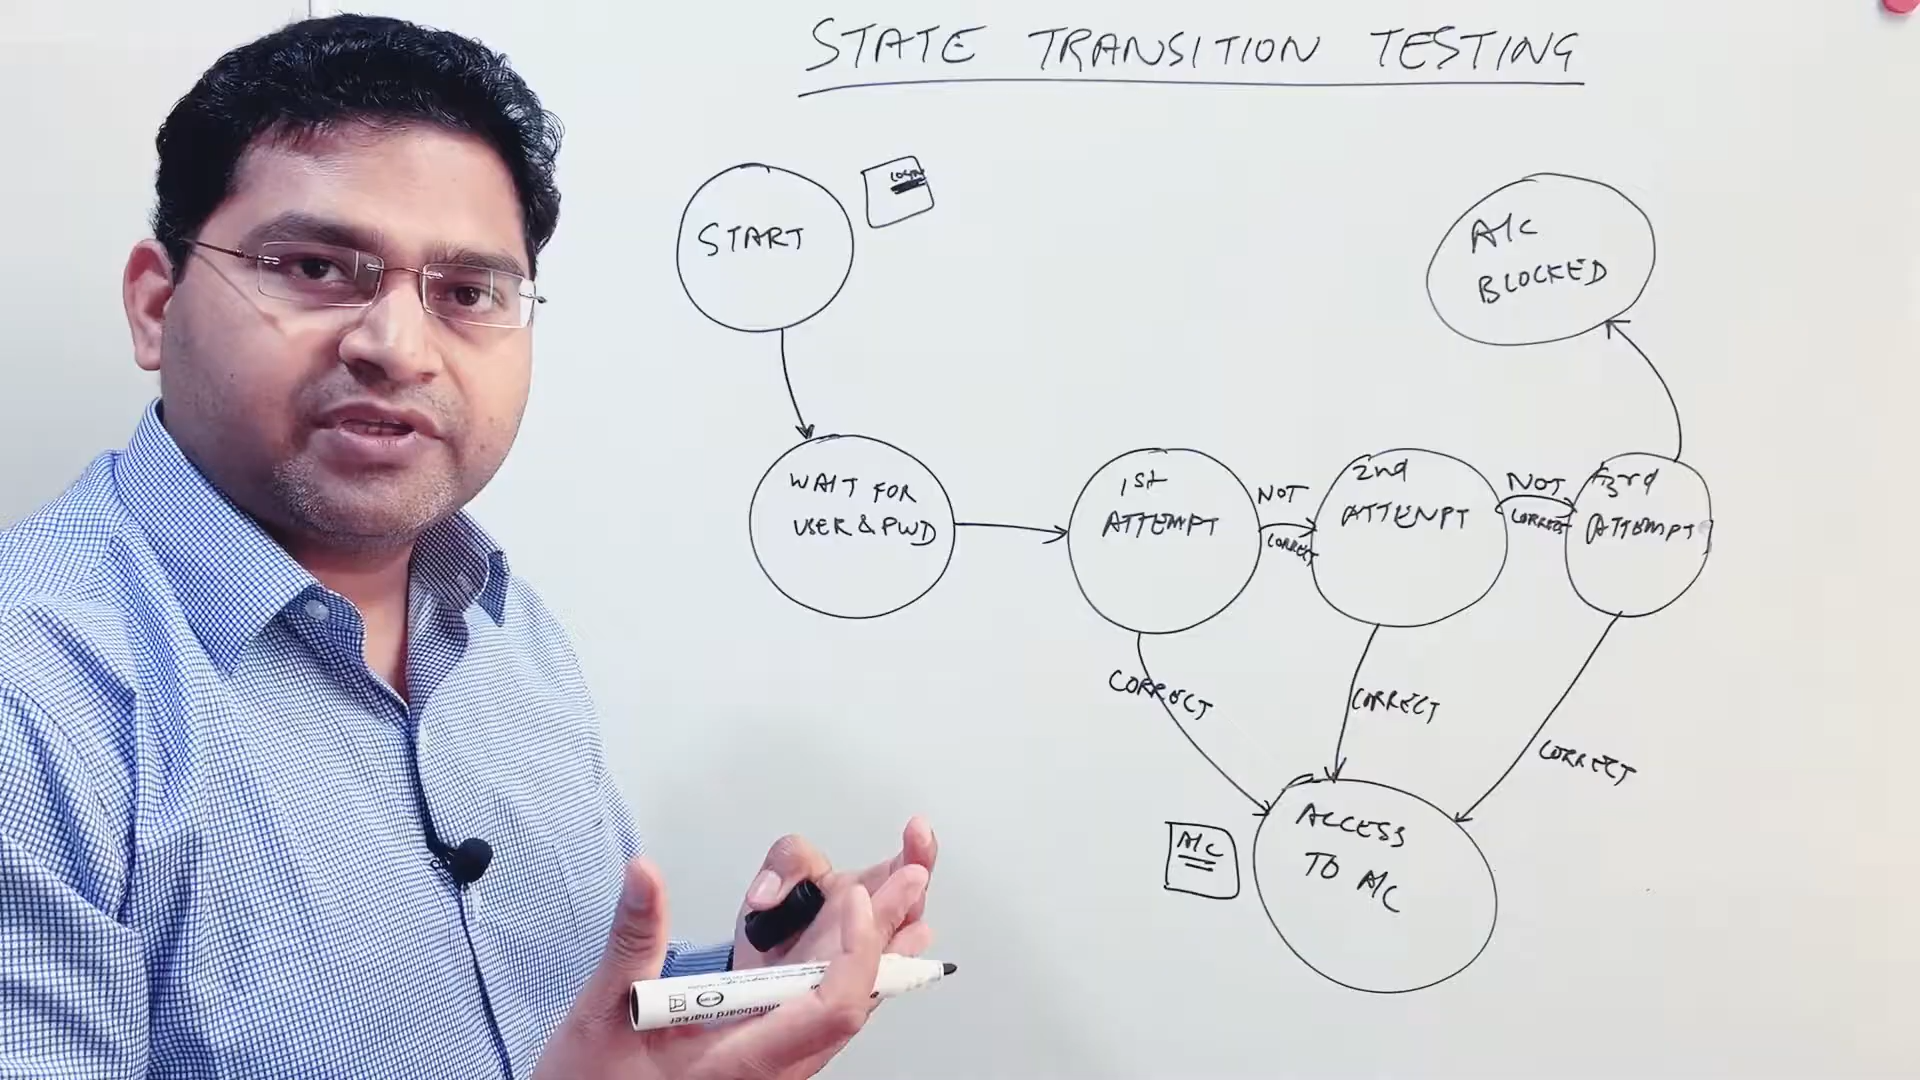 STATE TRANSITION TESTING
START
LOGIN
A/C
BLOCKED
WAIT FOR
USER & PWD
1st
ATTEMPT
NOT
CORRECT
2nd
ATTEMPT
NOT
CORRECT
3rd
ATTEMPT
CORRECT
CORRECT
CORRECT
A/C
ACCESS
TO A/C
whiteboard marker